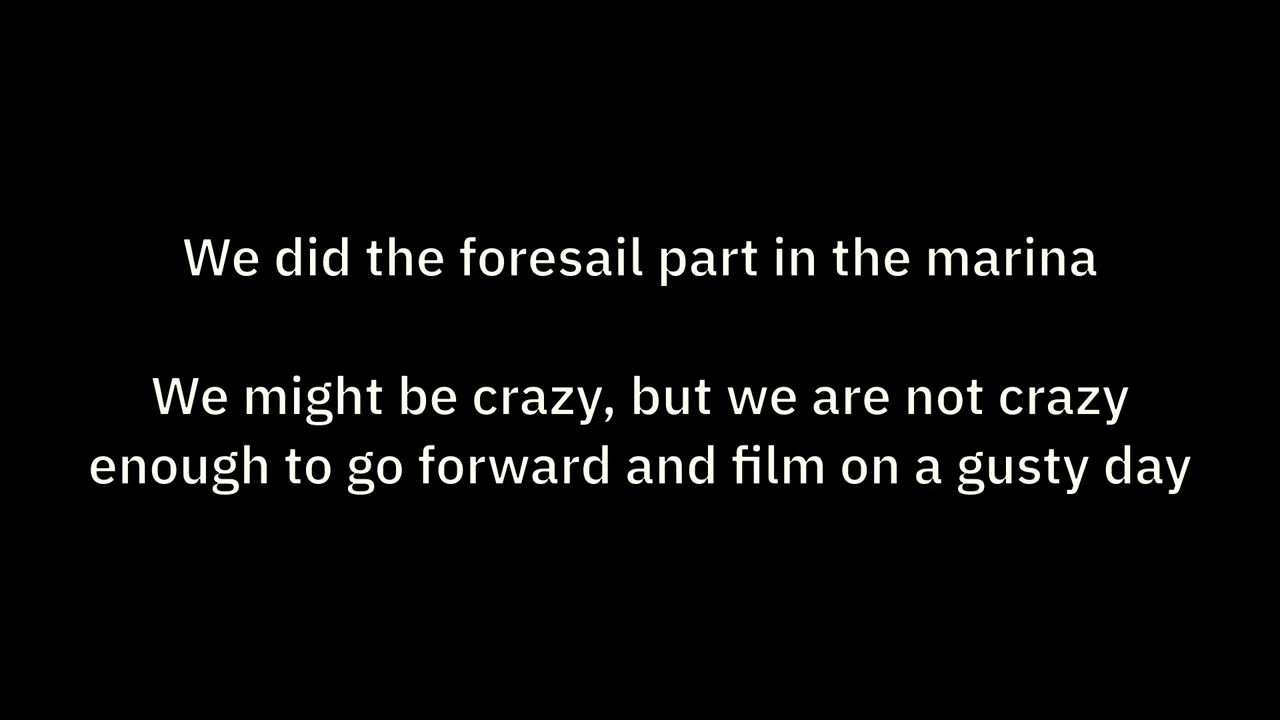 We did the foresail part in the marina
We might be crazy, but we are not crazy
enough to go forward and film on a gusty day